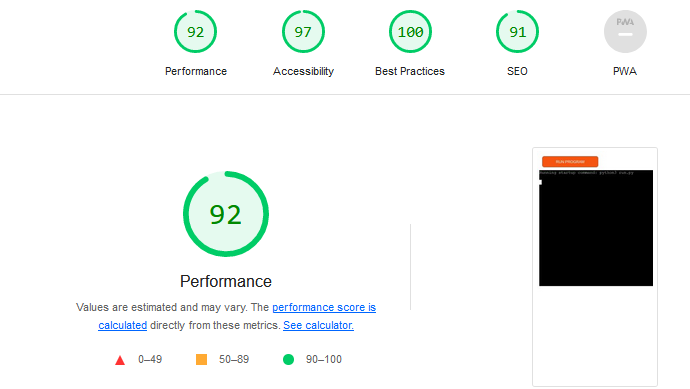 92
97
100
91
PWA
Performance
Accessibility
Best Practices
SEO
PWA
92
Performance
Values are estimated and may vary. The performance score is
calculated directly from these metrics. See calculator.
0–49
50–89
90–100
RUN PROGRAM
Running startup command: python3 run.py